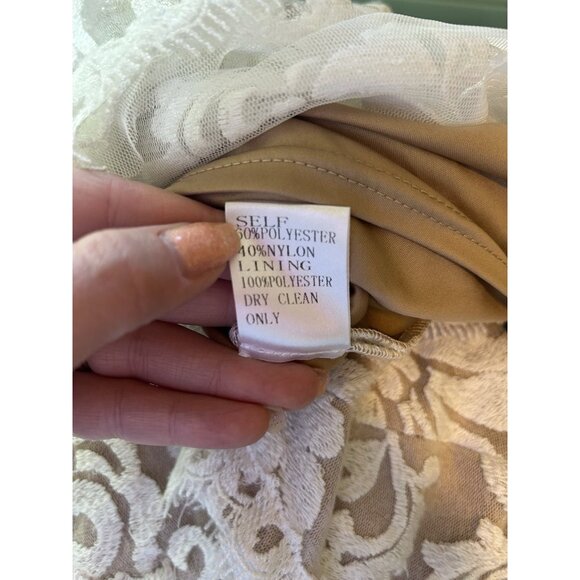 SELF
60%POLYESTER
40%NYLON
LINING
100%POLYESTER
DRY CLEAN
ONLY